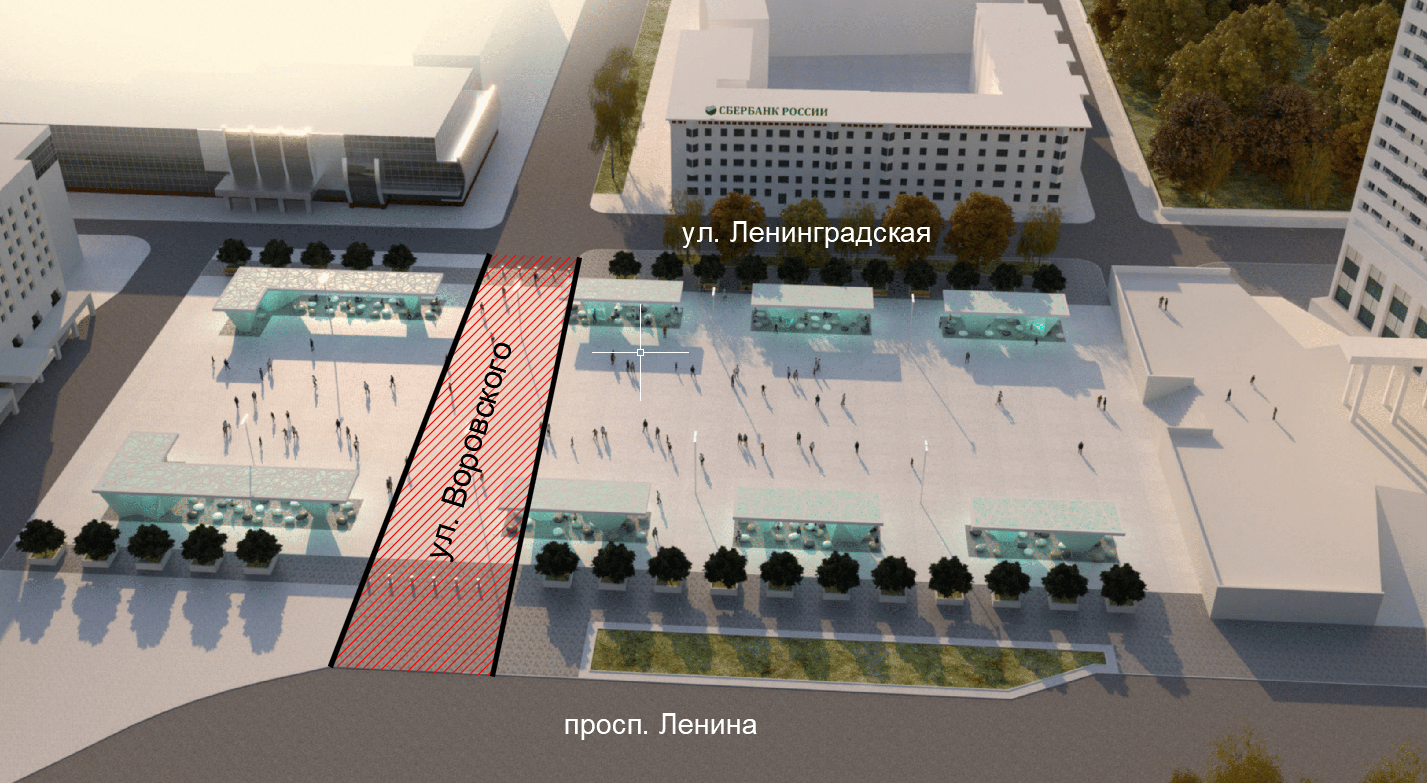 СБЕРБАНК РОССИИ
ул. Ленинградская
ул. Воровского
просп. Ленина